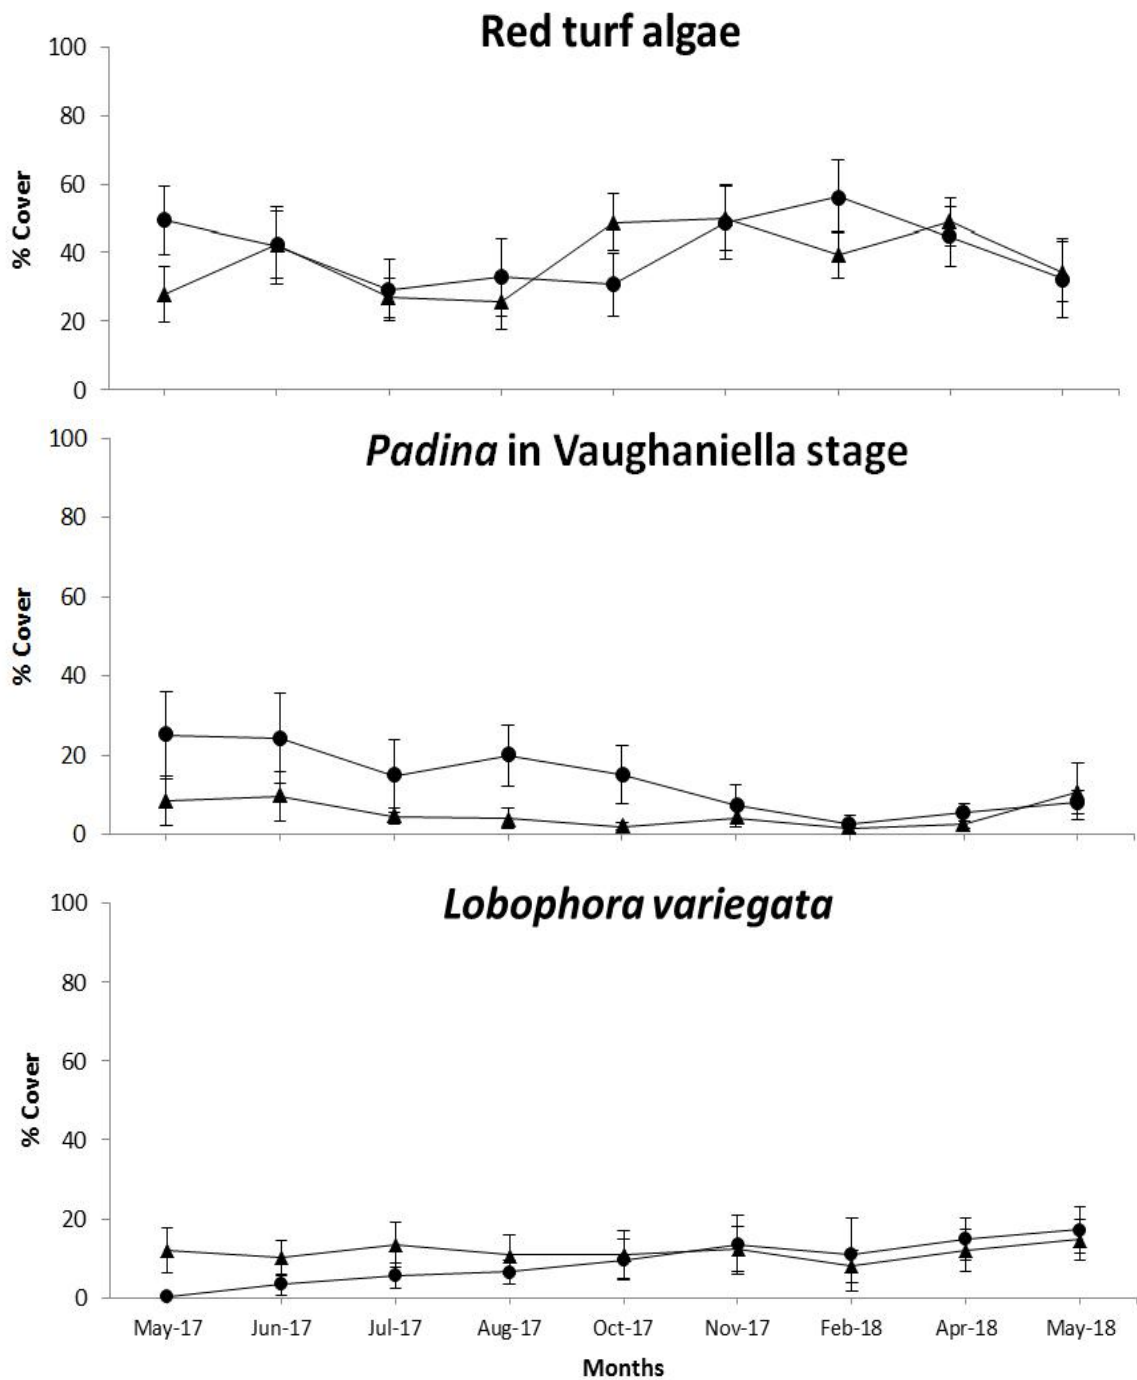 Red turf algae
100
80
60
40
20
0
% Cover
Padina in Vaughaniella stage
100
80
60
40
20
0
% Cover
Lobophora variegata
100
80
60
40
20
0
% Cover
May-17 Jun-17 Jul-17 Aug-17 Oct-17 Nov-17 Feb-18 Apr-18 May-18
Months